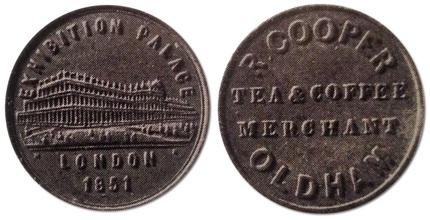 EXHIBITION PALACE
· LONDON ·
1851
R. COOPER
TEA & COFFEE
MERCHANT
OLDHAM